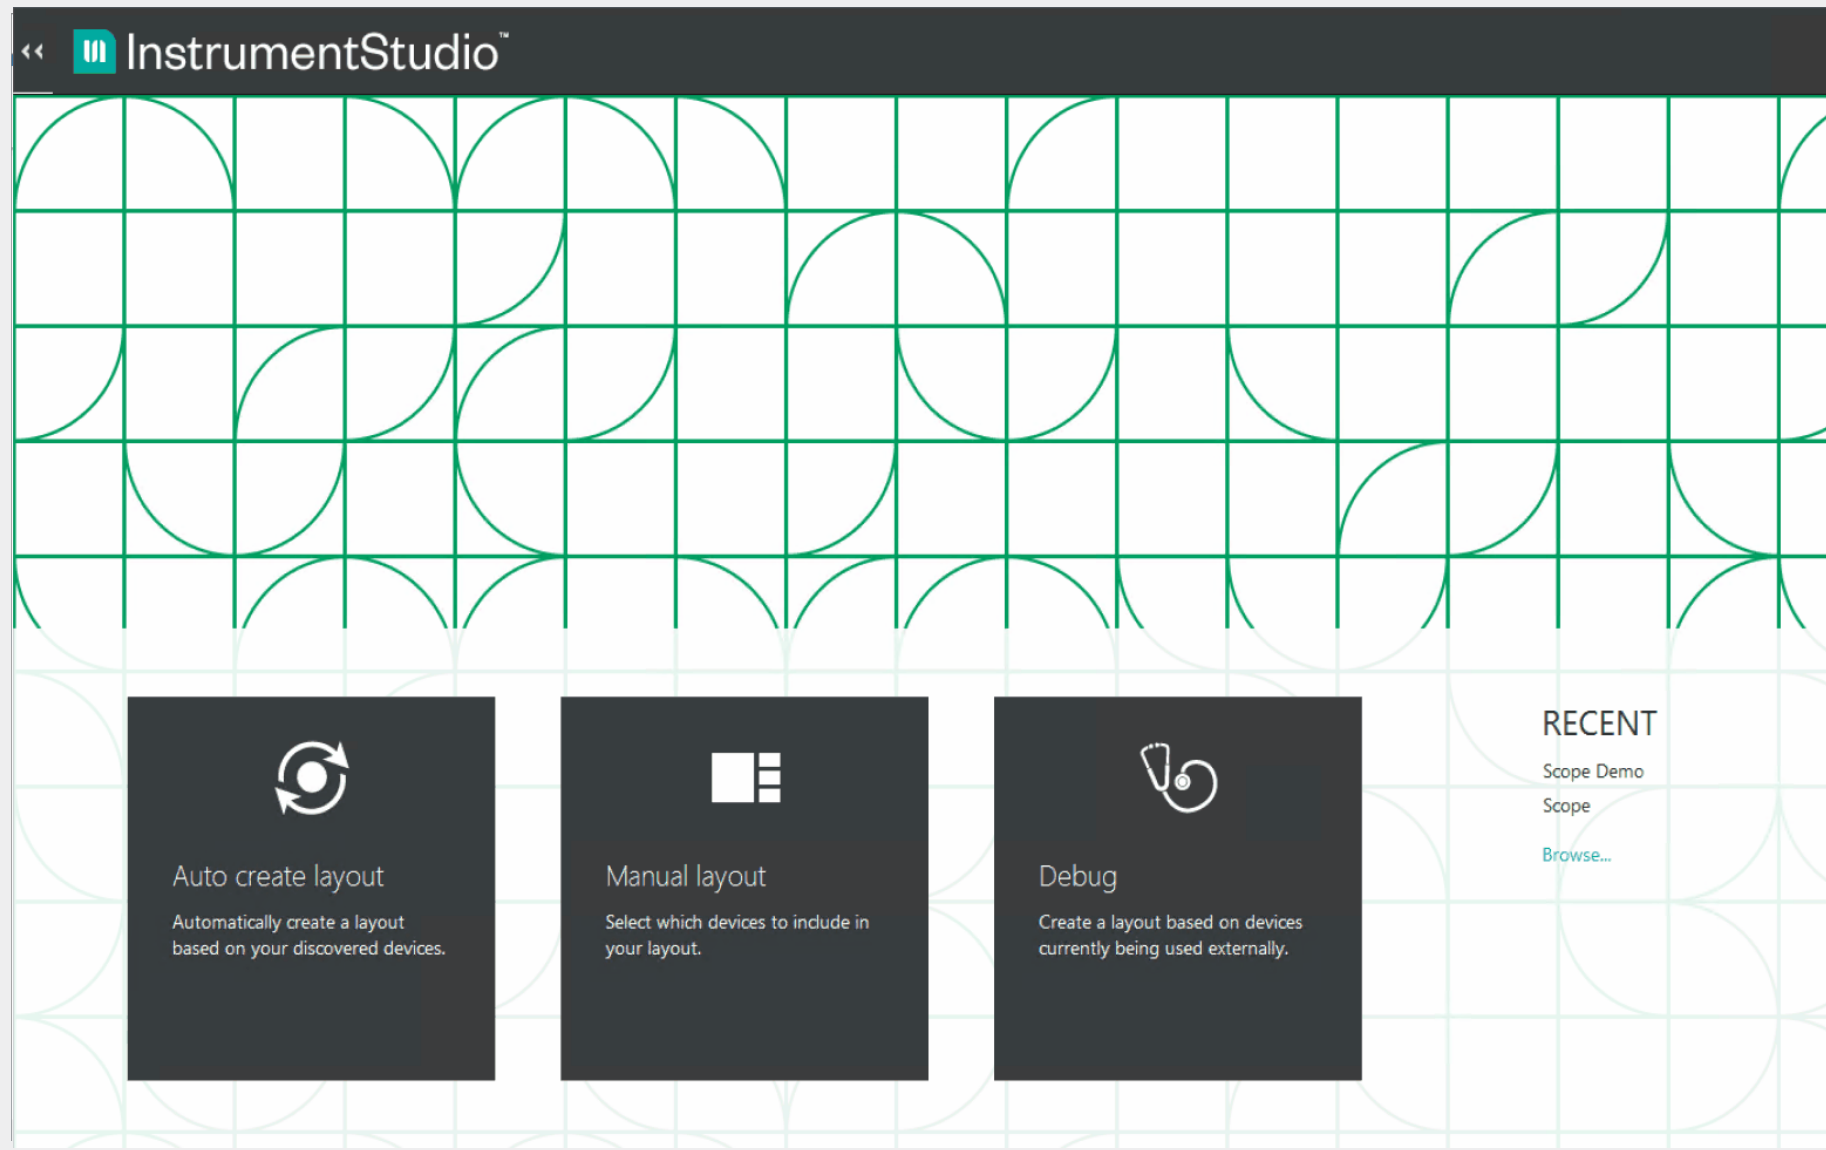 InstrumentStudio™
Auto create layout
Automatically create a layout
based on your discovered devices.
Manual layout
Select which devices to include in
your layout.
Debug
Create a layout based on devices
currently being used externally.
RECENT
Scope Demo
Scope
Browse...